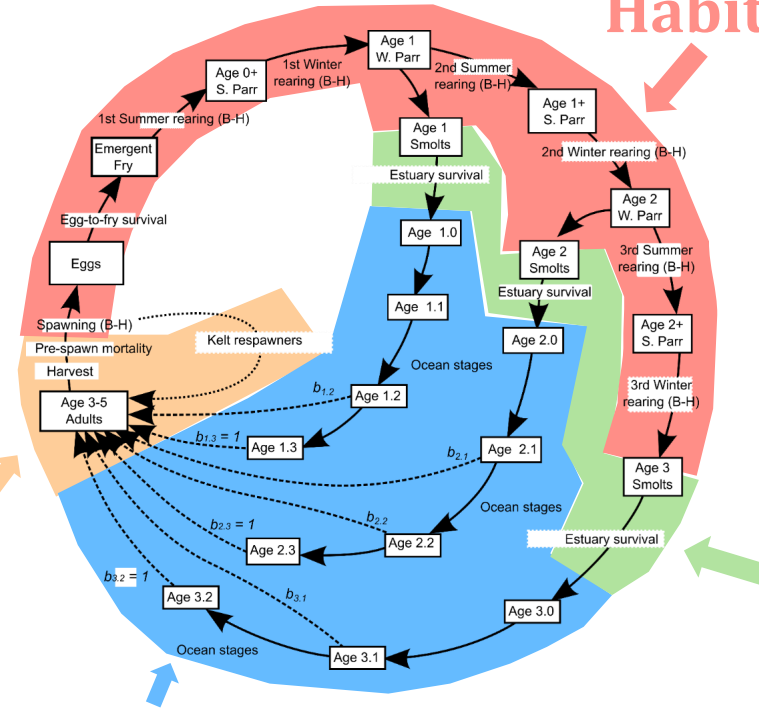 Habit
Age 1
W. Parr
1st Winter
rearing (B-H)
2nd Summer
rearing (B-H)
Age 0+
S. Parr
Age 1+
S. Parr
1st Summer rearing (B-H)
Age 1
Smolts
Emergent
Fry
2nd Winter rearing (B-H)
Estuary survival
Age 2
W. Parr
Egg-to-fry survival
Age 1.0
3rd Summer
rearing (B-H)
Eggs
Age 2
Smolts
Estuary survival
Age 1.1
Spawning (B-H)
Pre-spawn mortality
Harvest
Kelt respawners
Age 2.0
Age 2+
S. Parr
Ocean stages
3rd Winter
rearing (B-H)
b1.2
Age 1.2
Age 3-5
Adults
b1.3 = 1
Age 1.3
b2.1
Age 2.1
Age 3
Smolts
Ocean stages
b2.2
b2.3 = 1
Age 2.2
Estuary survival
Age 2.3
b3.2 = 1
b3.1
Age 3.2
Age 3.0
Ocean stages
Age 3.1